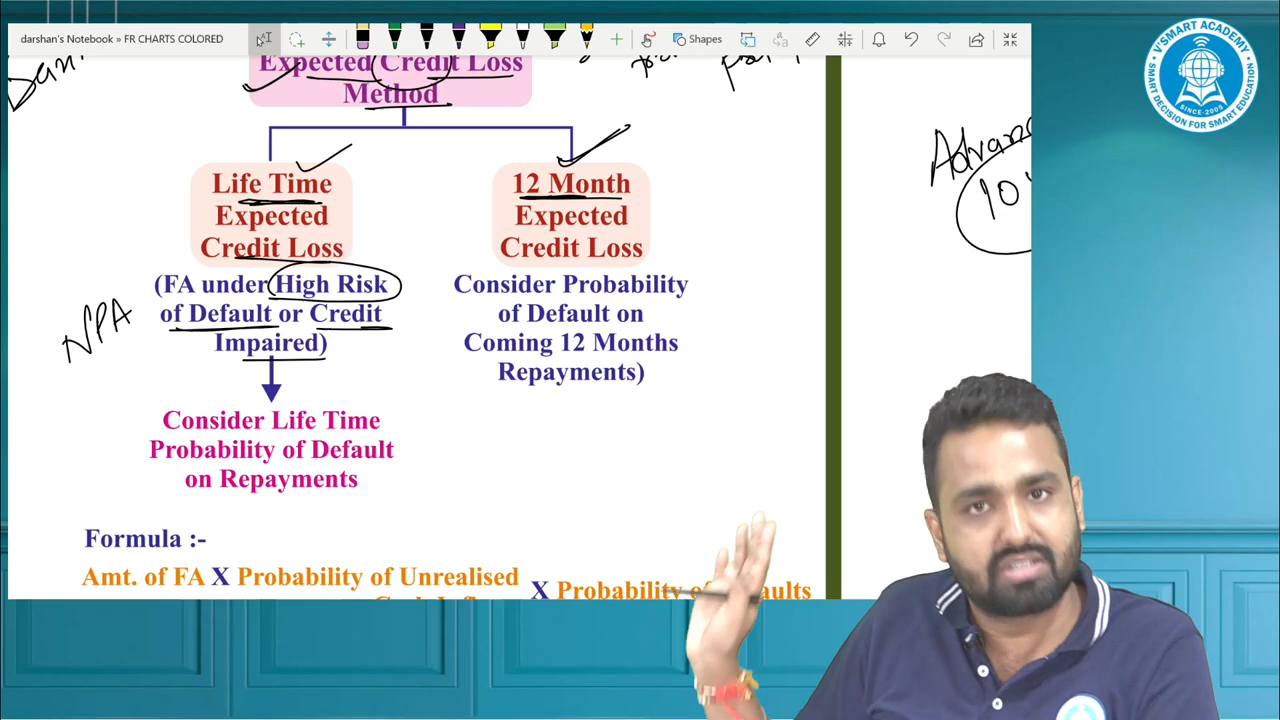 darshan's Notebook » FR CHARTS COLORED
Shapes
Expected Credit Loss
Method
Life Time
Expected
Credit Loss
(FA under High Risk
of Default or Credit
Impaired)
NPA
Consider Life Time
Probability of Default
on Repayments
12 Month
Expected
Credit Loss
Consider Probability
of Default on
Coming 12 Months
Repayments)
Formula :-
Amt. of FA X Probability of Unrealised
X Probability of
V'SMART ACADEMY
SMART DECISION FOR SMART EDUCATION
SINCE-2009